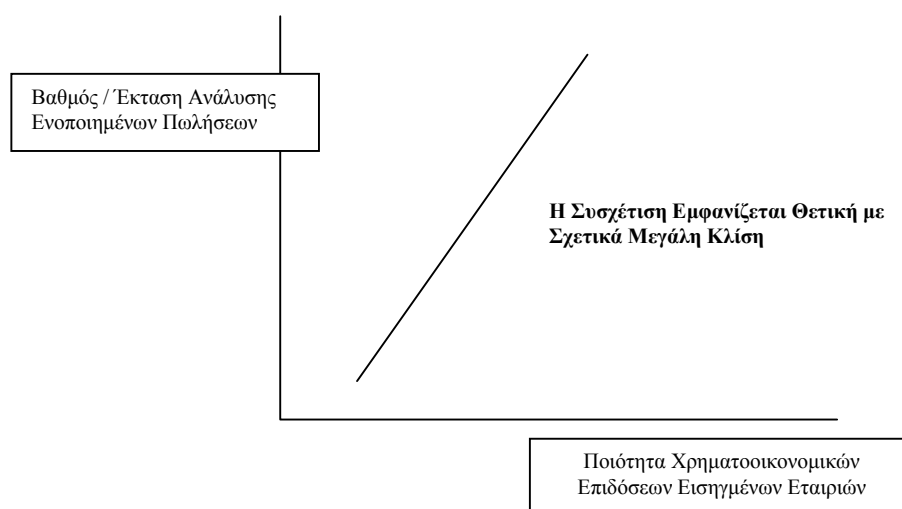 Βαθμός / Έκταση Ανάλυσης
Ενοποιημένων Πωλήσεων
Η Συσχέτιση Εμφανίζεται Θετική με
Σχετικά Μεγάλη Κλίση
Ποιότητα Χρηματοοικονομικών
Επιδόσεων Εισηγμένων Εταιριών